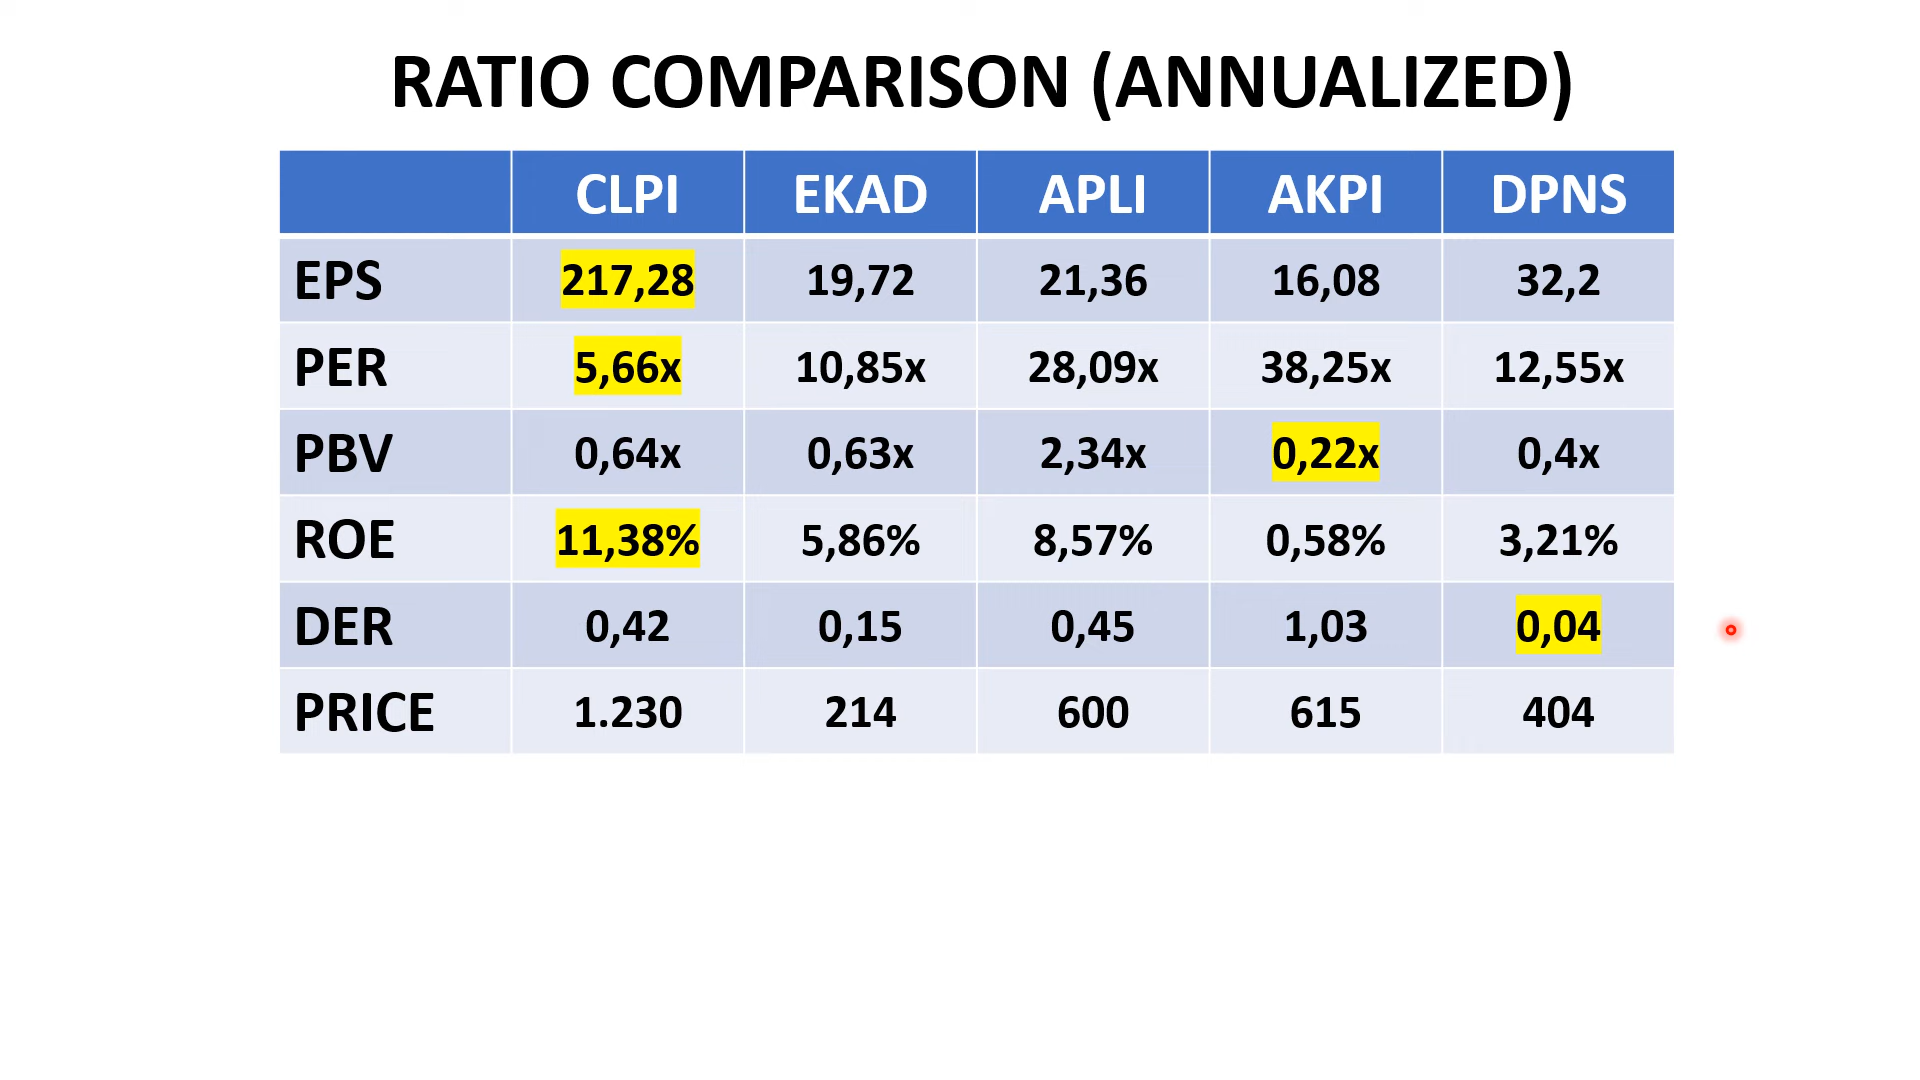 RATIO COMPARISON (ANNUALIZED)
CLPI EKAD APLI AKPI DPNS
EPS 217,28 19,72 21,36 16,08 32,2
PER 5,66x 10,85x 28,09x 38,25x 12,55x
PBV 0,64x 0,63x 2,34x 0,22x 0,4x
ROE 11,38% 5,86% 8,57% 0,58% 3,21%
DER 0,42 0,15 0,45 1,03 0,04
PRICE 1.230 214 600 615 404